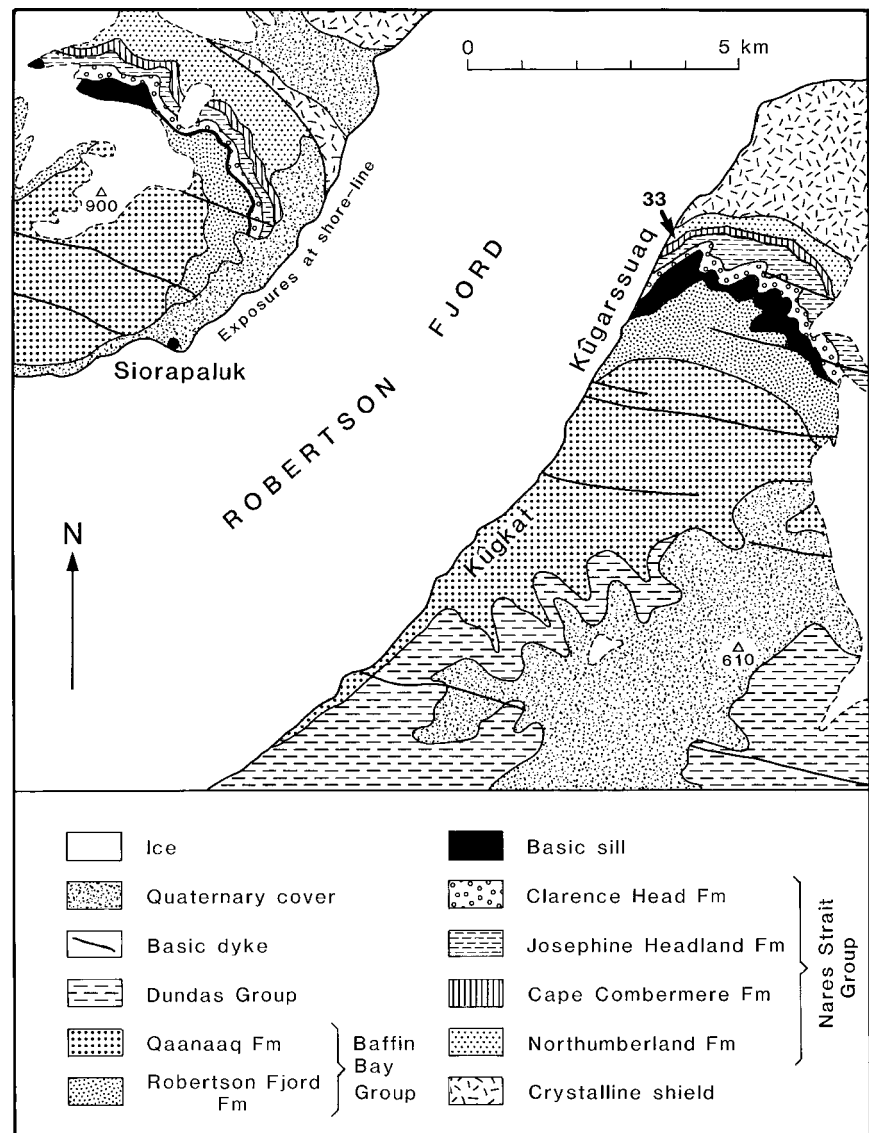 0 5 km
33
900
Exposures at shore-line
Siorapaluk
ROBERTSON FJORD
Kûgarssuaq
Kûgkat
N
610
Ice
Quaternary cover
Basic dyke
Dundas Group
Qaanaaq Fm
Robertson Fjord
Fm
Baffin
Bay
Group
Basic sill
Clarence Head Fm
Josephine Headland Fm
Cape Combermere Fm
Northumberland Fm
Crystalline shield
Nares Strait
Group